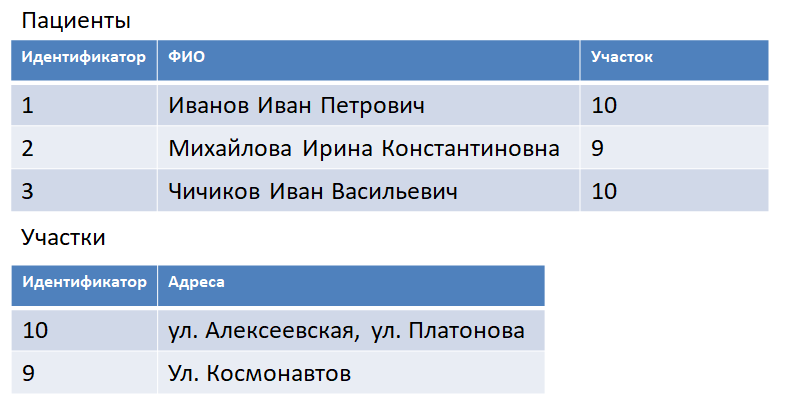 Пациенты
Идентификатор ФИО Участок
1 Иванов Иван Петрович 10
2 Михайлова Ирина Константиновна 9
3 Чичиков Иван Васильевич 10
Участки
Идентификатор Адреса
10 ул. Алексеевская, ул. Платонова
9 Ул. Космонавтов